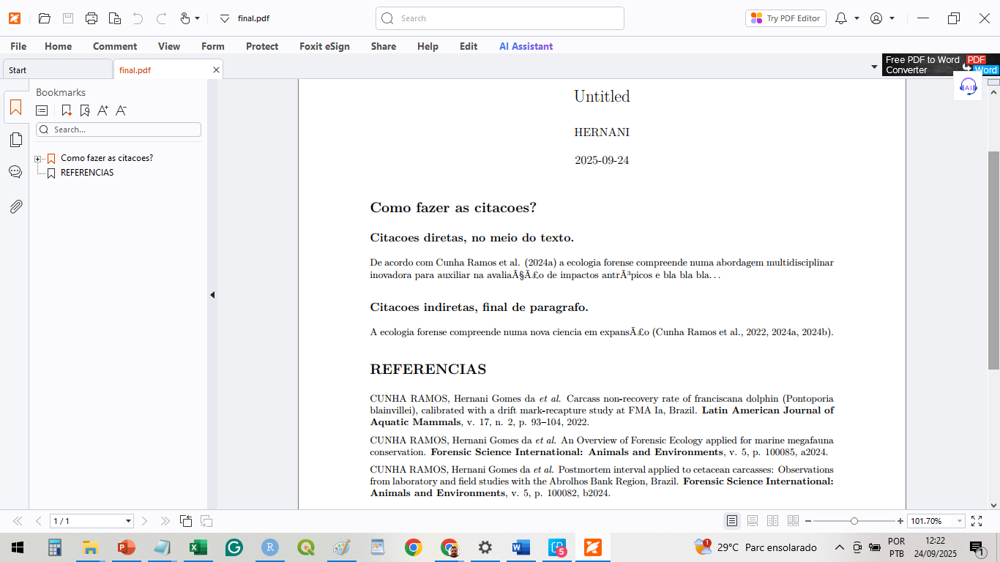 final.pdf
Search
Try PDF Editor
File Home Comment View Form Protect Foxit eSign Share Help Edit AI Assistant
Start
final.pdf
Free PDF to Word Converter
PDF
Word
AI
Bookmarks
Search...
Como fazer as citacoes?
REFERENCIAS
Untitled
HERNANI
2025-09-24
Como fazer as citacoes?
Citacoes diretas, no meio do texto.
De acordo com Cunha Ramos et al. (2024a) a ecologia forense compreende numa abordagem multidisciplinar
inovadora para auxiliar na avaliaÃ§Ã£o de impactos antrÃ³picos e bla bla bla...
Citacoes indiretas, final de paragrafo.
A ecologia forense compreende numa nova ciencia em expansÃ£o (Cunha Ramos et al., 2022, 2024a, 2024b).
REFERENCIAS
CUNHA RAMOS, Hernani Gomes da et al. Carcass non-recovery rate of franciscana dolphin (Pontoporia
blainvillei), calibrated with a drift mark-recapture study at FMA Ia, Brazil. Latin American Journal of
Aquatic Mammals, v. 17, n. 2, p. 93–104, 2022.
CUNHA RAMOS, Hernani Gomes da et al. An Overview of Forensic Ecology applied for marine megafauna
conservation. Forensic Science International: Animals and Environments, v. 5, p. 100085, a2024.
CUNHA RAMOS, Hernani Gomes da et al. Postmortem interval applied to cetacean carcasses: Observations
from laboratory and field studies with the Abrolhos Bank Region, Brazil. Forensic Science International:
Animals and Environments, v. 5, p. 100082, b2024.
1 / 1
101.70%
29°C Parc ensolarado
POR
PTB
12:22
24/09/2025
1
5